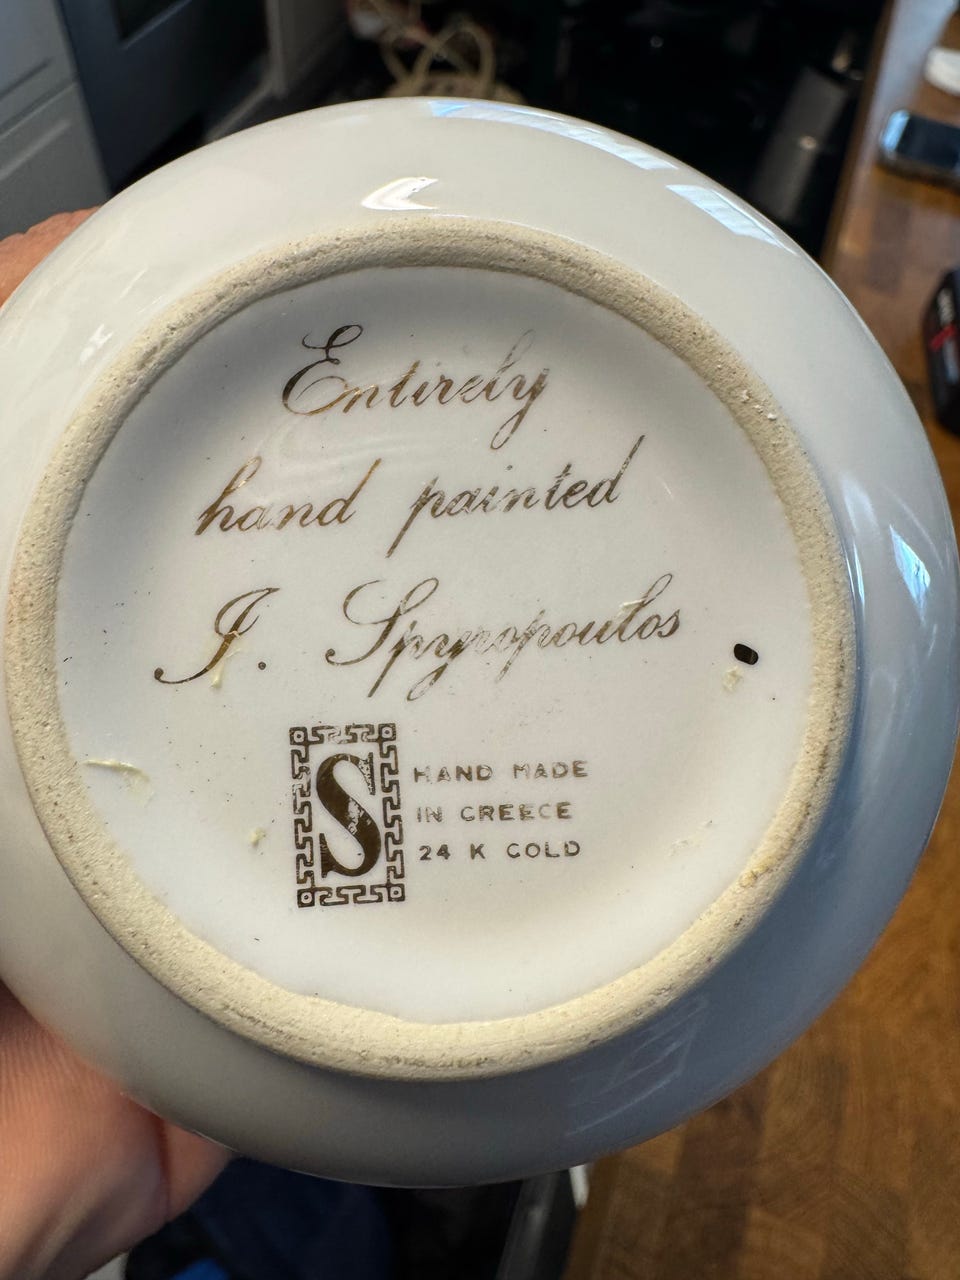 Entirely
hand painted
J. Spyropoulos
S
HAND MADE
IN GREECE
24 K GOLD